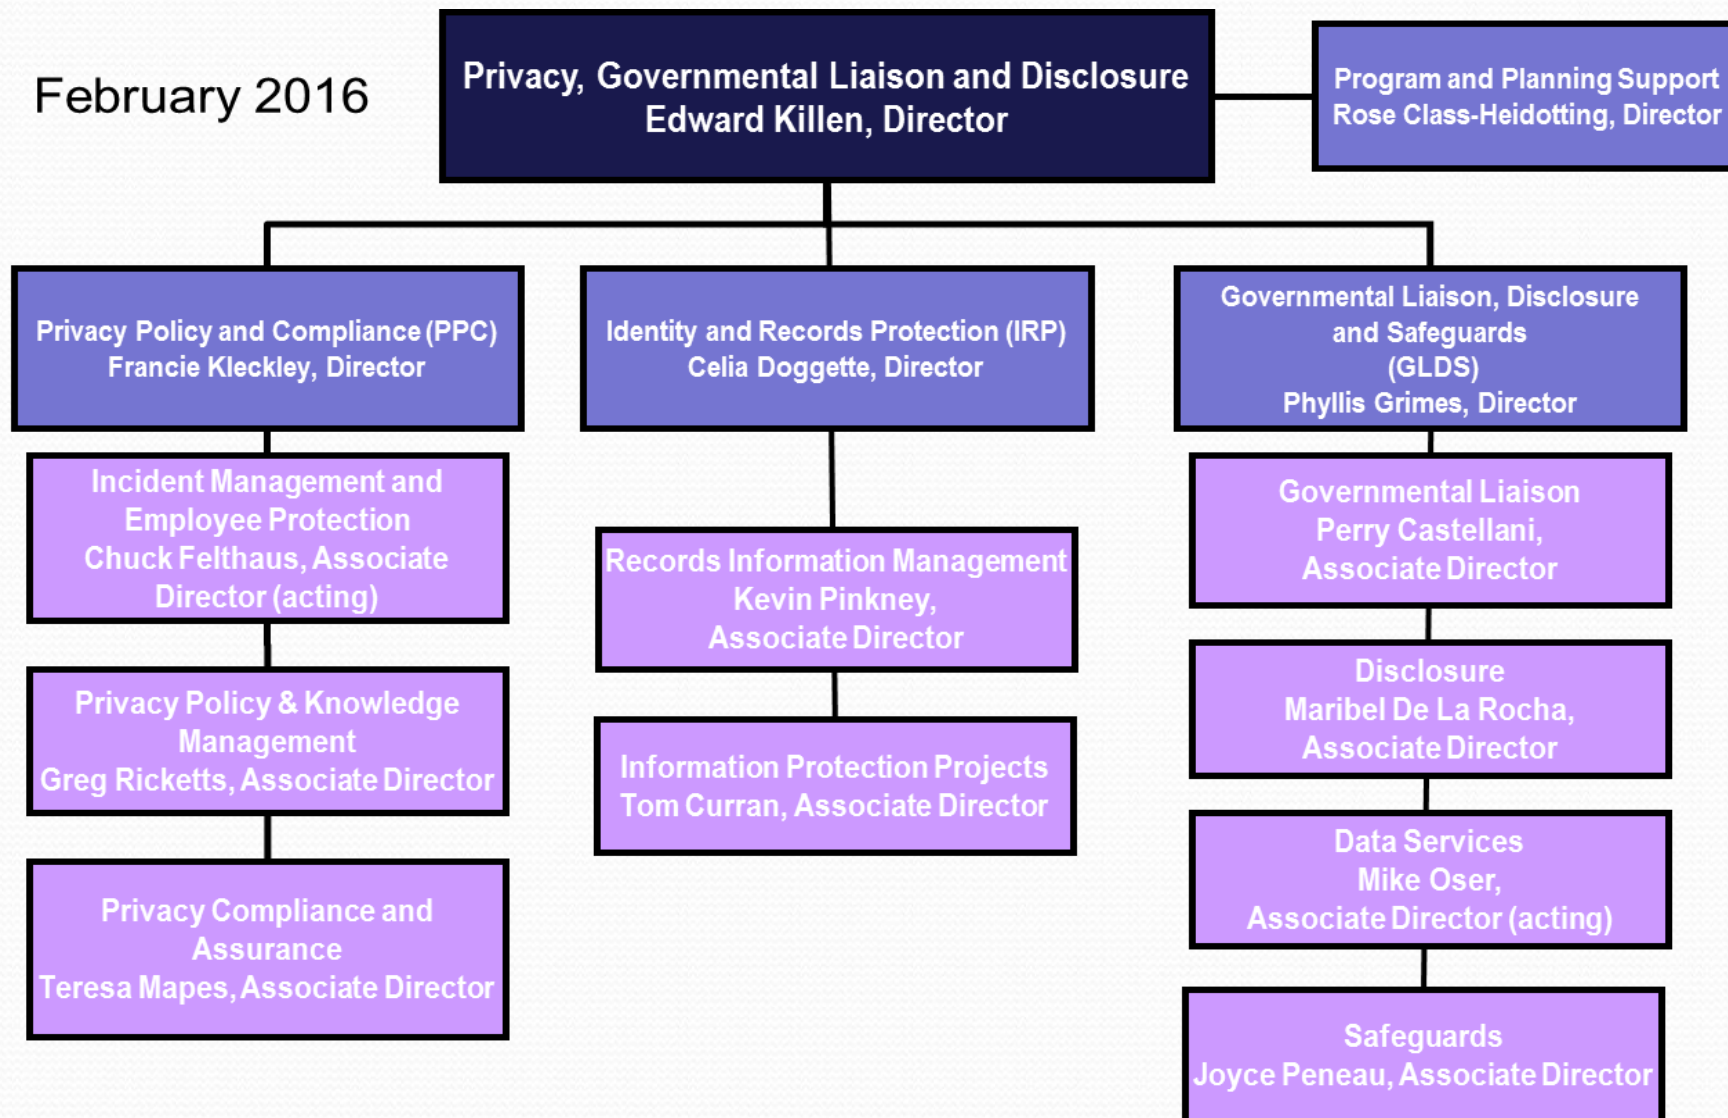 February 2016
Privacy, Governmental Liaison and Disclosure
Edward Killen, Director
Program and Planning Support
Rose Class-Heidotting, Director
Privacy Policy and Compliance (PPC)
Francie Kleckley, Director
Identity and Records Protection (IRP)
Celia Doggette, Director
Governmental Liaison, Disclosure
and Safeguards
(GLDS)
Phyllis Grimes, Director
Incident Management and
Employee Protection
Chuck Felthaus, Associate
Director (acting)
Privacy Policy & Knowledge
Management
Greg Ricketts, Associate Director
Privacy Compliance and
Assurance
Teresa Mapes, Associate Director
Records Information Management
Kevin Pinkney,
Associate Director
Information Protection Projects
Tom Curran, Associate Director
Governmental Liaison
Perry Castellani,
Associate Director
Disclosure
Maribel De La Rocha,
Associate Director
Data Services
Mike Oser,
Associate Director (acting)
Safeguards
Joyce Peneau, Associate Director